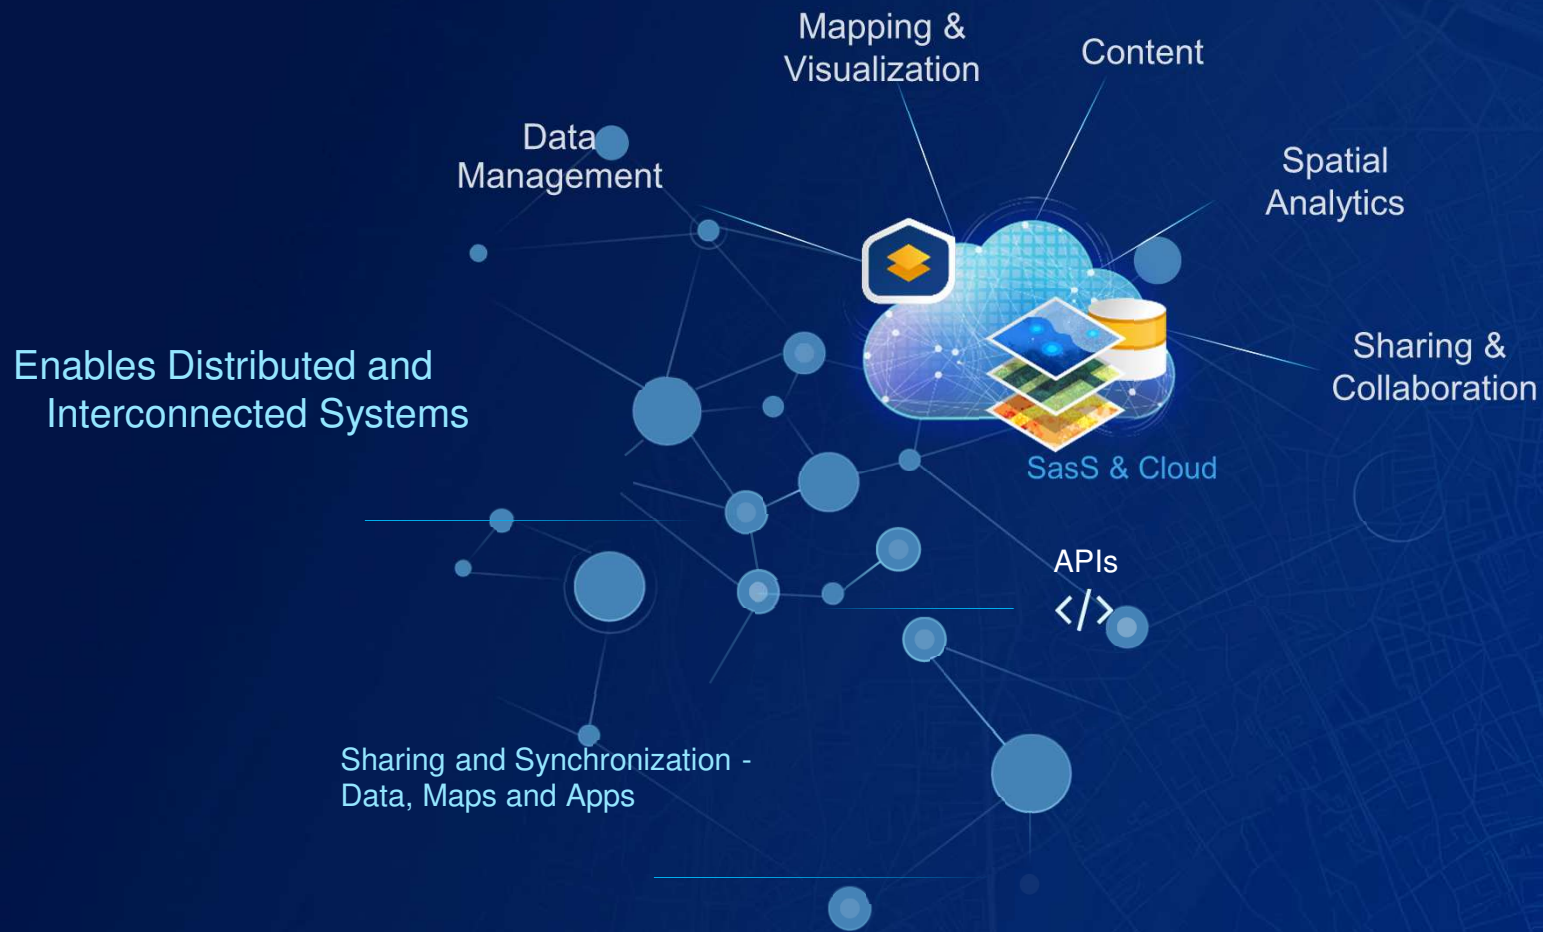 Mapping &
Visualization
Content
Data
Management
Spatial
Analytics
Sharing &
Collaboration
Enables Distributed and
Interconnected Systems
SasS & Cloud
APIs
</>
Sharing and Synchronization -
Data, Maps and Apps